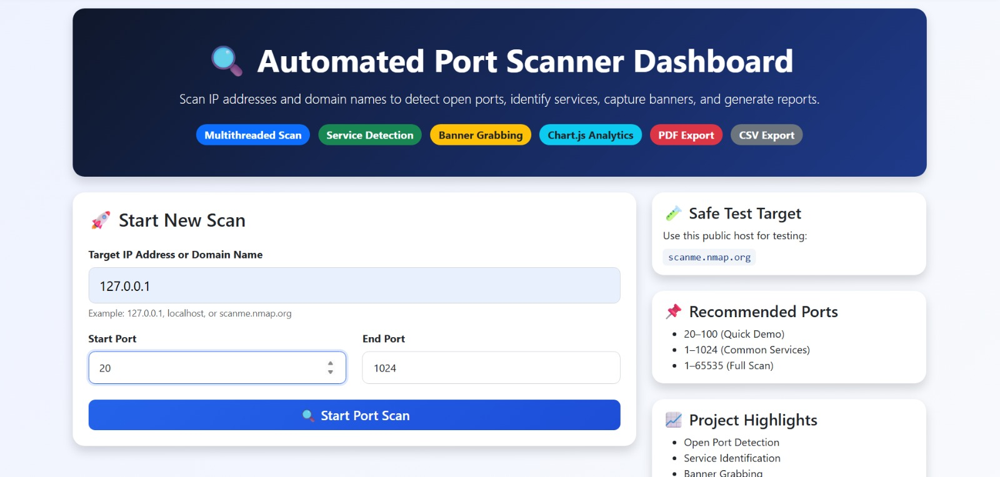 Automated Port Scanner Dashboard
Scan IP addresses and domain names to detect open ports, identify services, capture banners, and generate reports.
Multithreaded Scan Service Detection Banner Grabbing Chart.js Analytics PDF Export CSV Export
Start New Scan
Target IP Address or Domain Name
127.0.0.1
Example: 127.0.0.1, localhost, or scanme.nmap.org
Start Port End Port
20 1024
Start Port Scan
Safe Test Target
Use this public host for testing:
scanme.nmap.org
Recommended Ports
20–100 (Quick Demo)
1–1024 (Common Services)
1–65535 (Full Scan)
Project Highlights
Open Port Detection
Service Identification
Banner Grabbing